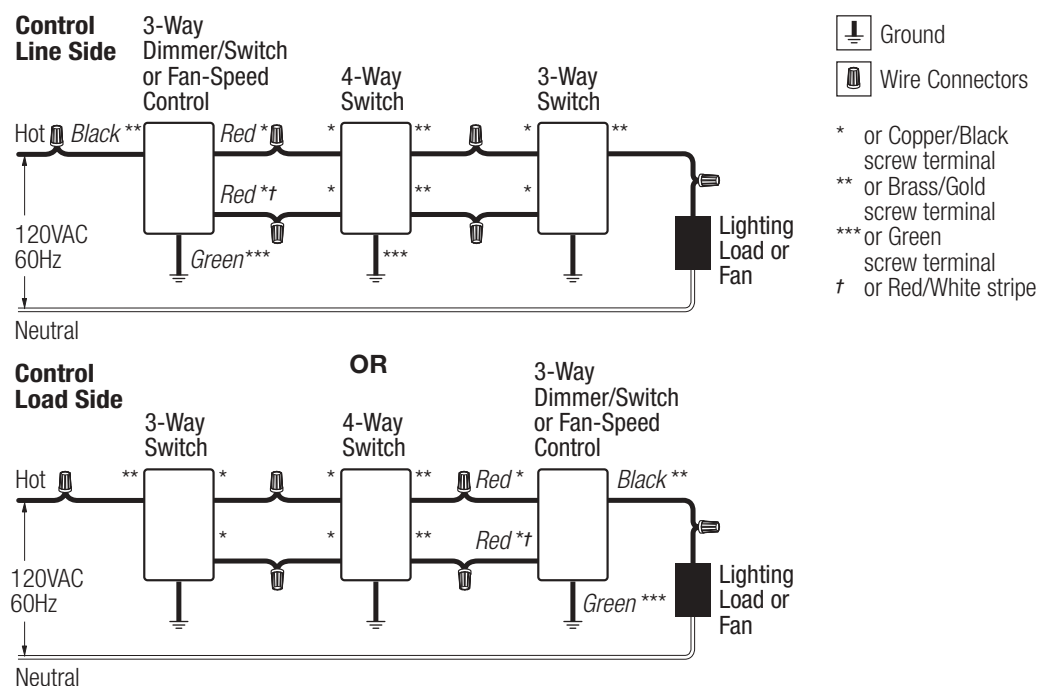 Control
Line Side
3-Way
Dimmer/Switch
or Fan-Speed
Control
4-Way
Switch
3-Way
Switch
Hot
Black **
Red *
*
**
*
**
Red *†
*
**
*
Green***
***
120VAC
60Hz
Lighting
Load or
Fan
Neutral
Ground
Wire Connectors
* or Copper/Black
screw terminal
** or Brass/Gold
screw terminal
*** or Green
screw terminal
† or Red/White stripe
OR
Control
Load Side
3-Way
Switch
4-Way
Switch
3-Way
Dimmer/Switch
or Fan-Speed
Control
Hot
**
*
*
**
Red *
Black **
*
*
**
Red *†
120VAC
60Hz
Green ***
Lighting
Load or
Fan
Neutral